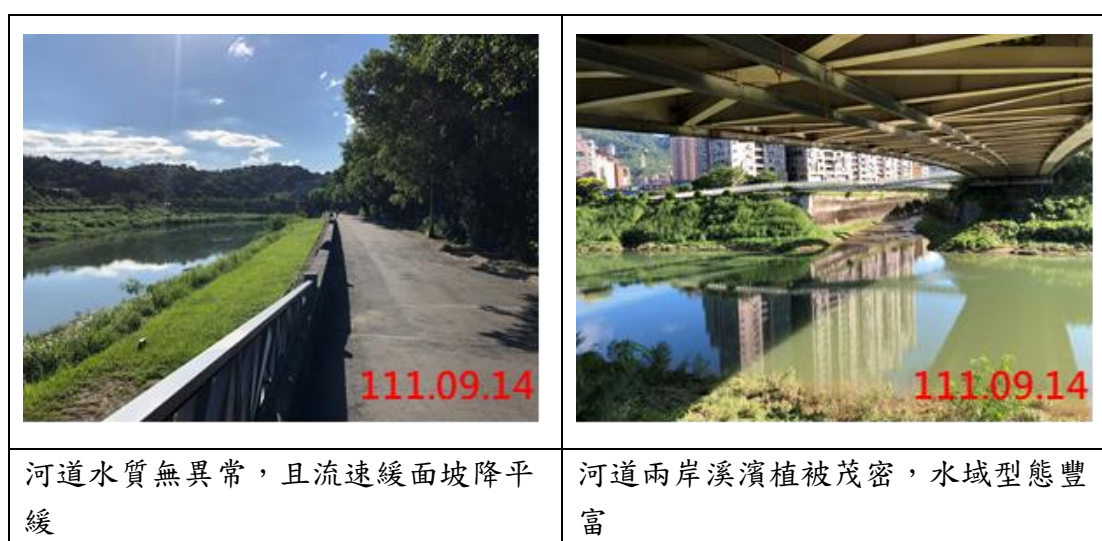 111.09.14
111.09.14
河道水質無異常，且流速緩面坡降平
緩
河道兩岸溪濱植被茂密，水域型態豐
富